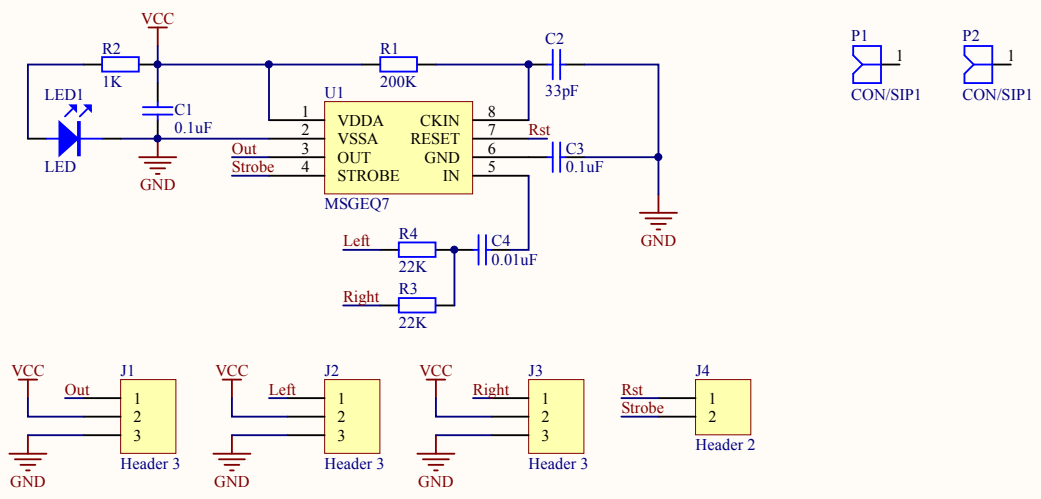 VCC
R2
1K
LED1
LED
C1
0.1uF
GND
R1
200K
C2
33pF
U1
1 VDDA CKIN 8
2 VSSA RESET 7 Rst
Out 3 OUT GND 6
Strobe 4 STROBE IN 5
MSGEQ7
C3
0.1uF
GND
Left R4
22K
C4
0.01uF
Right R3
22K
P1
1
CON/SIP1
P2
1
CON/SIP1
VCC
J1
Out 1
2
3
Header 3
GND
VCC
J2
Left 1
2
3
Header 3
GND
VCC
J3
Right 1
2
3
Header 3
GND
J4
Rst 1
Strobe 2
Header 2